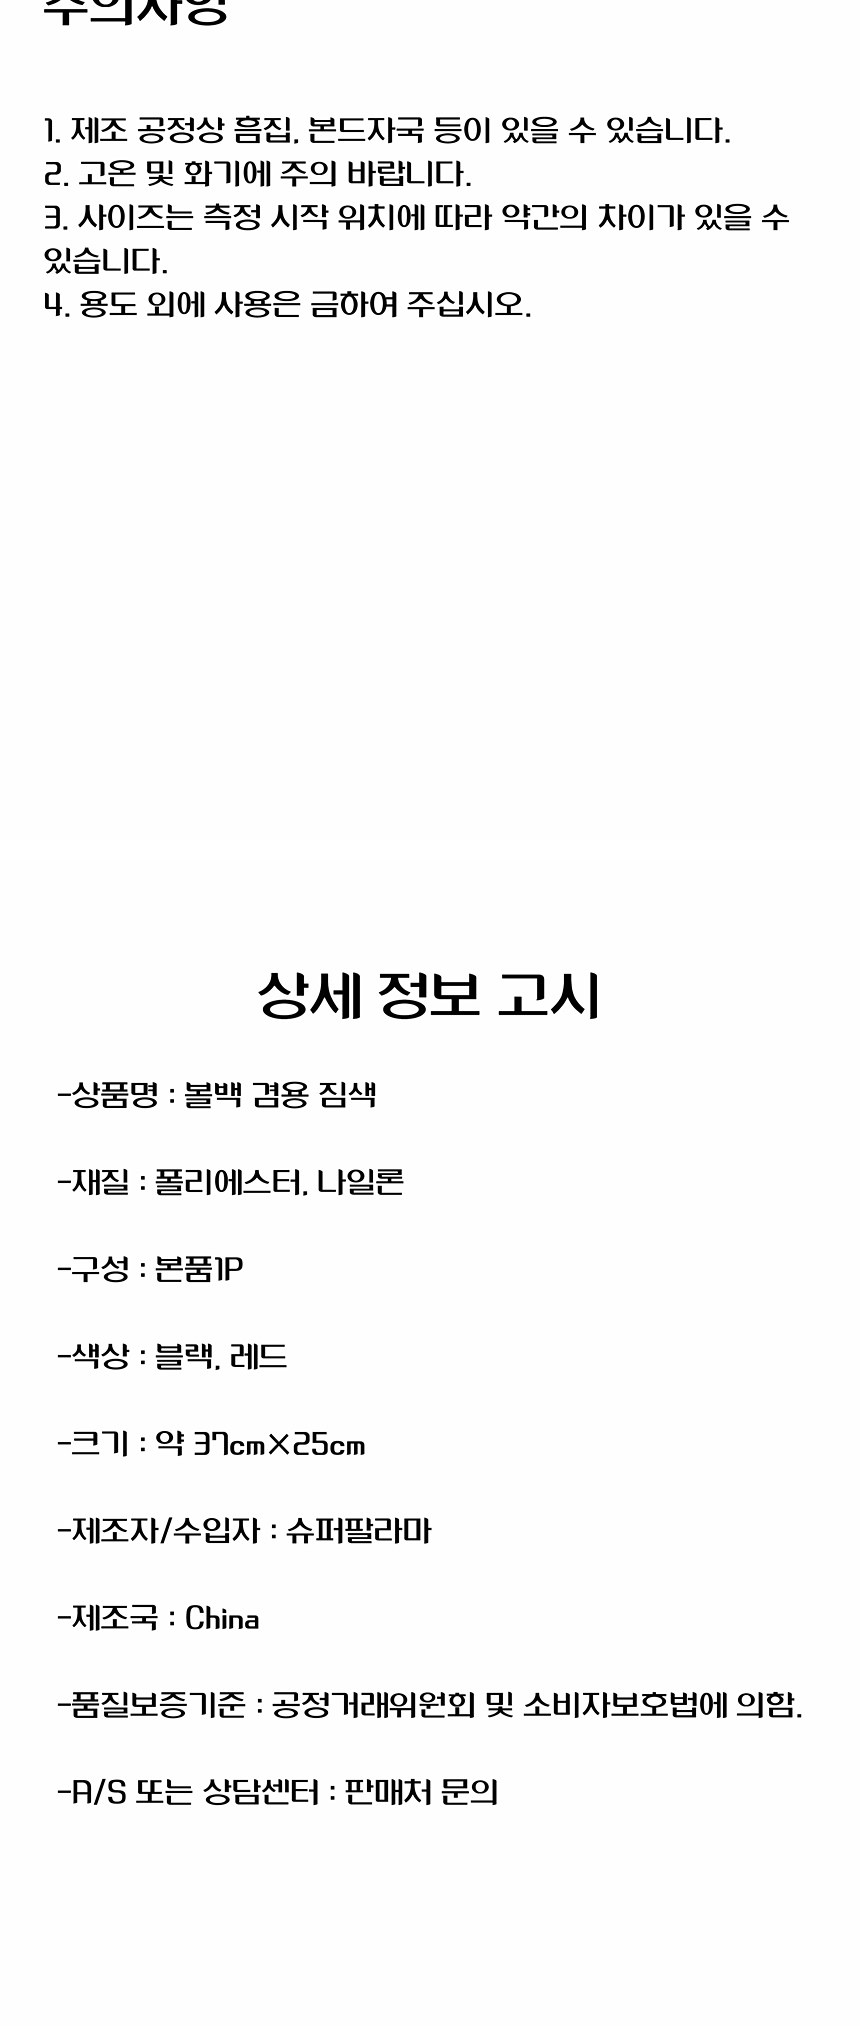 주의사항
1. 제조 공정상 흠집, 본드자국 등이 있을 수 있습니다.
2. 고온 및 화기에 주의 바랍니다.
3. 사이즈는 측정 시작 위치에 따라 약간의 차이가 있을 수
있습니다.
4. 용도 외에 사용은 금하여 주십시오.
상세 정보 고시
-상품명 : 볼백 겸용 짐색
-재질 : 폴리에스터, 나일론
-구성 : 본품1P
-색상 : 블랙, 레드
-크기 : 약 37cm×25cm
-제조자/수입자 : 슈퍼팔라마
-제조국 : China
-품질보증기준 : 공정거래위원회 및 소비자보호법에 의함.
-A/S 또는 상담센터 : 판매처 문의